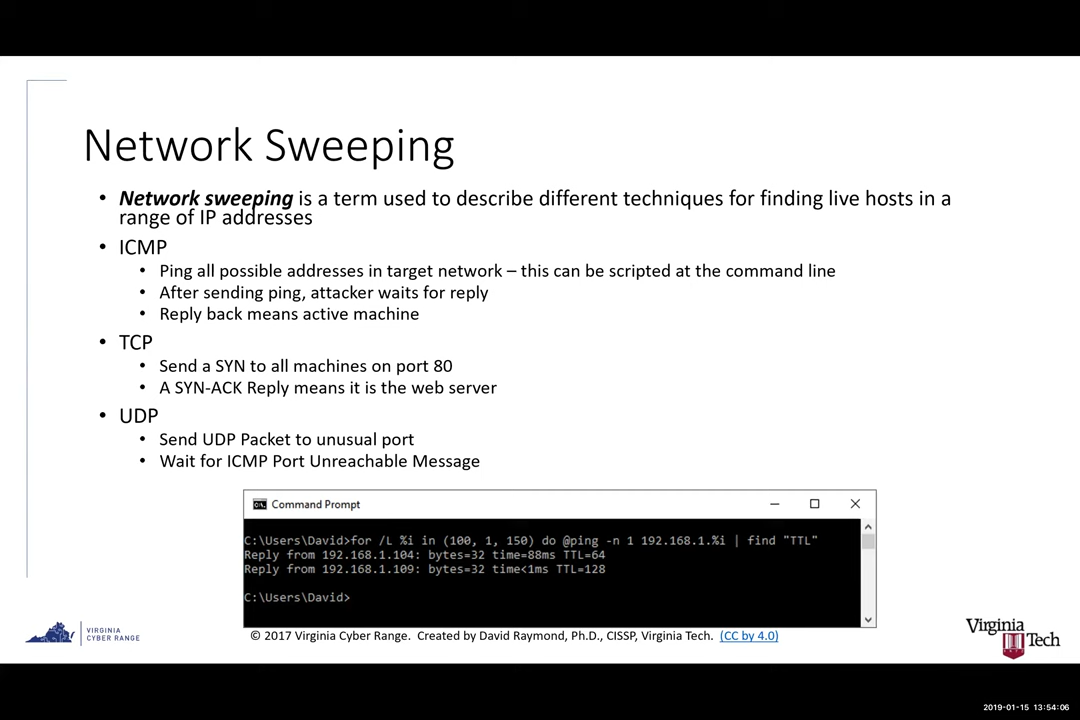 Network Sweeping
• Network sweeping is a term used to describe different techniques for finding live hosts in a
range of IP addresses
• ICMP
• Ping all possible addresses in target network – this can be scripted at the command line
• After sending ping, attacker waits for reply
• Reply back means active machine
• TCP
• Send a SYN to all machines on port 80
• A SYN-ACK Reply means it is the web server
• UDP
• Send UDP Packet to unusual port
• Wait for ICMP Port Unreachable Message
Command Prompt
C:\Users\David>for /L %i in (100, 1, 150) do @ping -n 1 192.168.1.%i | find "TTL"
Reply from 192.168.1.104: bytes=32 time=88ms TTL=64
Reply from 192.168.1.109: bytes=32 time<1ms TTL=128
C:\Users\David>
VIRGINIA
CYBER RANGE
© 2017 Virginia Cyber Range. Created by David Raymond, Ph.D., CISSP, Virginia Tech. (CC by 4.0)
Virginia
Tech
2019-01-15 13:54:06